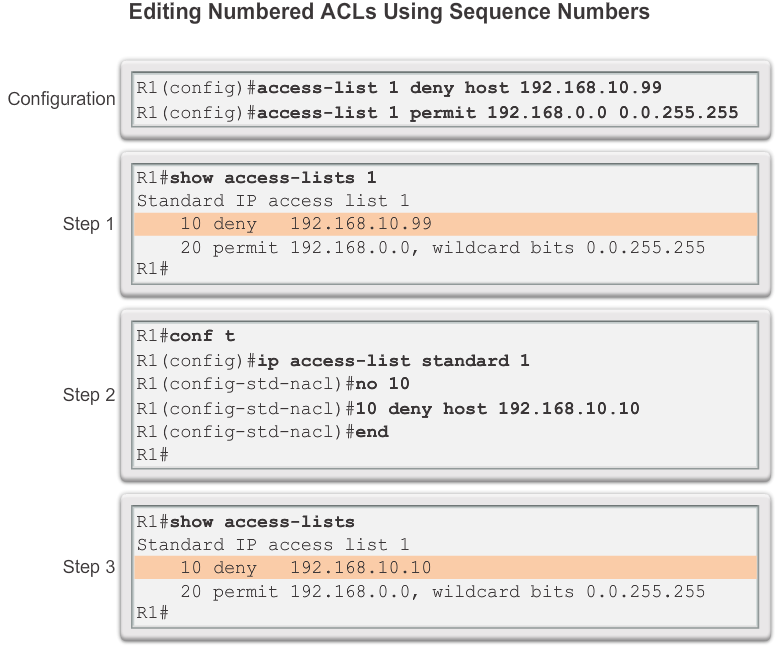 Editing Numbered ACLs Using Sequence Numbers
Configuration
R1(config)#access-list 1 deny host 192.168.10.99
R1(config)#access-list 1 permit 192.168.0.0 0.0.255.255
Step 1
R1#show access-lists 1
Standard IP access list 1
    10 deny   192.168.10.99
    20 permit 192.168.0.0, wildcard bits 0.0.255.255
R1#
Step 2
R1#conf t
R1(config)#ip access-list standard 1
R1(config-std-nacl)#no 10
R1(config-std-nacl)#10 deny host 192.168.10.10
R1(config-std-nacl)#end
R1#
Step 3
R1#show access-lists
Standard IP access list 1
    10 deny   192.168.10.10
    20 permit 192.168.0.0, wildcard bits 0.0.255.255
R1#